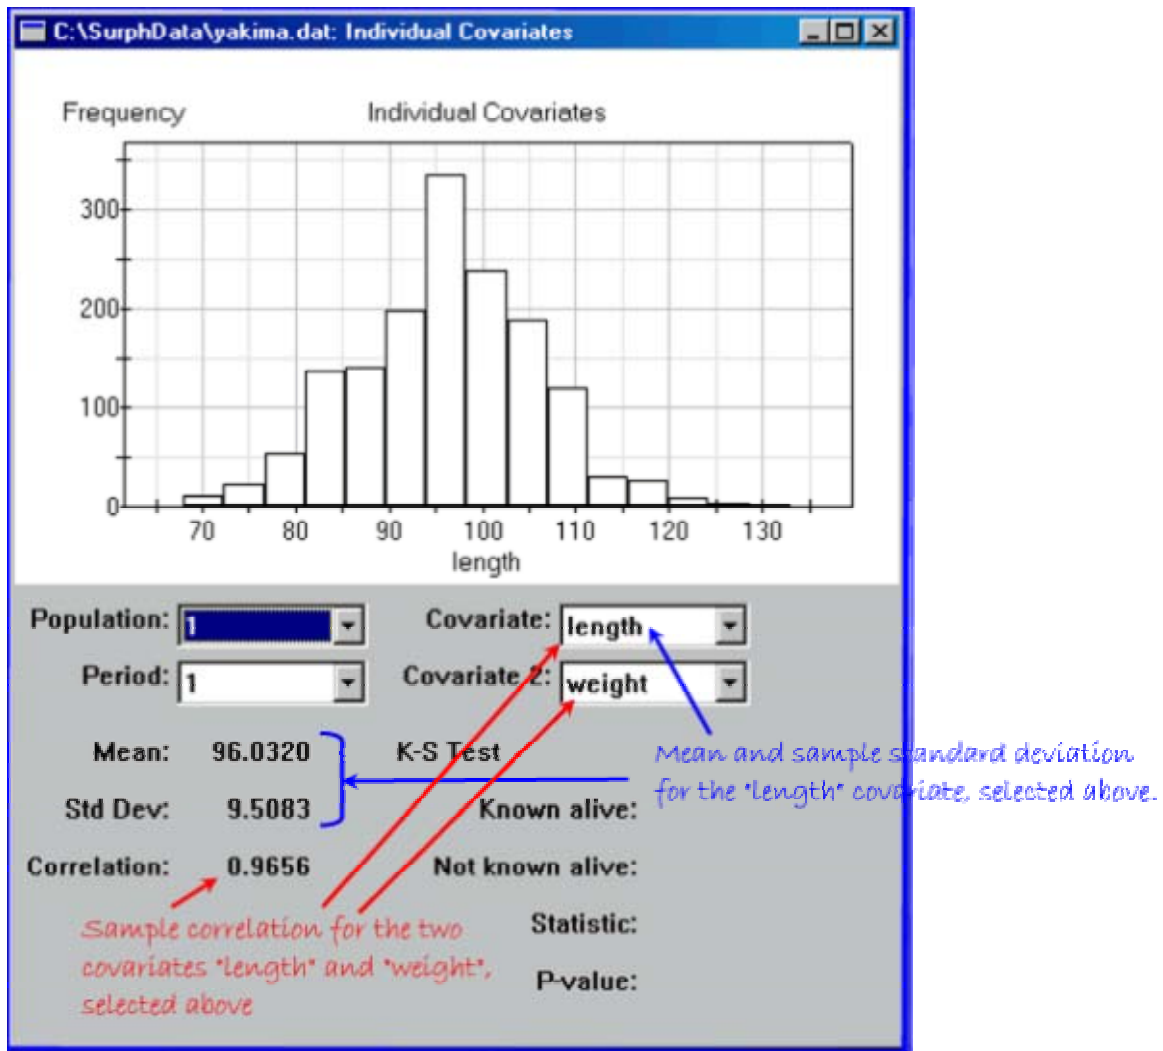 C:\SurphData\yakima.dat: Individual Covariates
Frequency
Individual Covariates
300
200
100
0
70 80 90 100 110 120 130
length
Population: 1
Covariate: length
Period: 1
Covariate 2: weight
Mean: 96.0320
K-S Test
Std Dev: 9.5083
Known alive:
Correlation: 0.9656
Not known alive:
Statistic:
P-value:
Mean and sample standard deviation
for the "length" covariate, selected above.
Sample correlation for the two
covariates "length" and "weight",
selected above